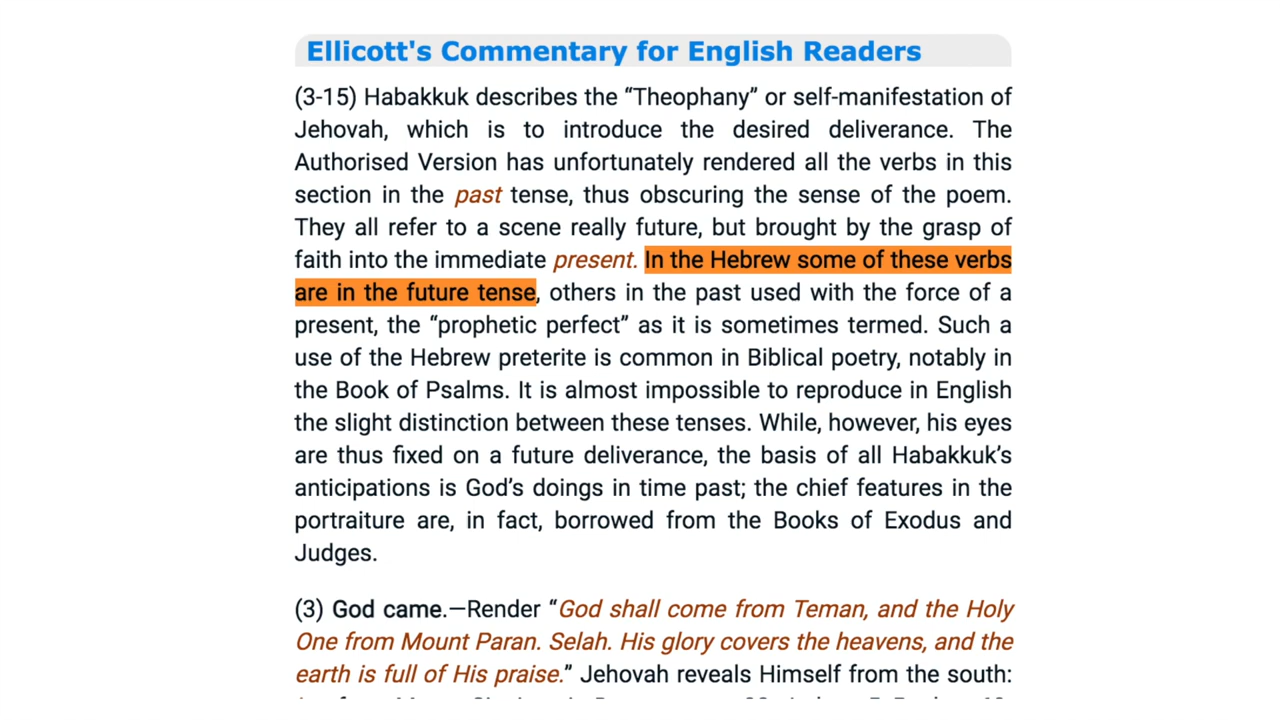 Ellicott's Commentary for English Readers
(3-15) Habakkuk describes the “Theophany” or self-manifestation of
Jehovah, which is to introduce the desired deliverance. The
Authorised Version has unfortunately rendered all the verbs in this
section in the past tense, thus obscuring the sense of the poem.
They all refer to a scene really future, but brought by the grasp of
faith into the immediate present. In the Hebrew some of these verbs
are in the future tense, others in the past used with the force of a
present, the “prophetic perfect” as it is sometimes termed. Such a
use of the Hebrew preterite is common in Biblical poetry, notably in
the Book of Psalms. It is almost impossible to reproduce in English
the slight distinction between these tenses. While, however, his eyes
are thus fixed on a future deliverance, the basis of all Habakkuk’s
anticipations is God’s doings in time past; the chief features in the
portraiture are, in fact, borrowed from the Books of Exodus and
Judges.
(3) God came.—Render “God shall come from Teman, and the Holy
One from Mount Paran. Selah. His glory covers the heavens, and the
earth is full of His praise.” Jehovah reveals Himself from the south: